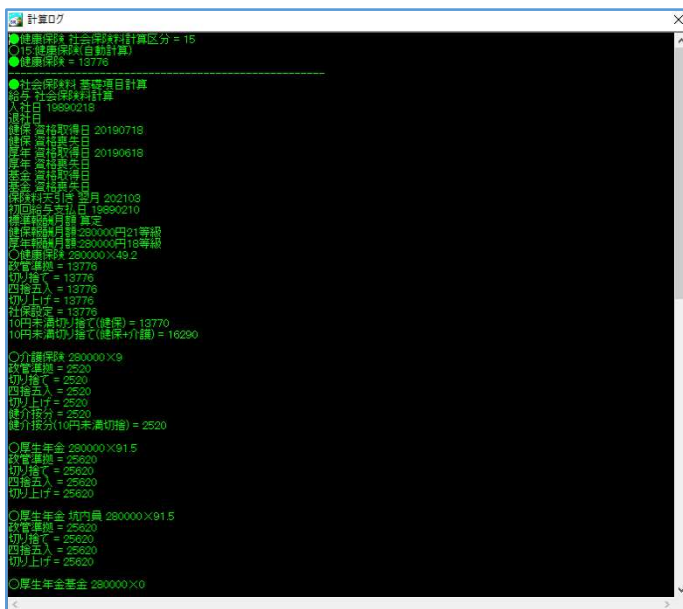 計算ログ
●健康保険 社会保険料計算区分 = 15
○15:健康保険(自動計算)
●健康保険 = 13776
----------------------------------------------------
●社会保険料 基礎項目計算
給与 社会保険料計算
入社日 19890218
退社日
健保 資格取得日 20190718
健保 資格喪失日
厚年 資格取得日 20190618
厚年 資格喪失日
基金 資格取得日
基金 資格喪失日
保険料天引き 翌月 202103
初回給与支払日 19890210
標準報酬月額 算定
健保報酬月額:280000円21等級
厚年報酬月額:280000円18等級
○健康保険 280000×49.2
政管準拠 = 13776
切り捨て = 13776
四捨五入 = 13776
切り上げ = 13776
社保設定 = 13776
10円未満切り捨て(健保) = 13770
10円未満切り捨て(健保+介護) = 16290
○介護保険 280000×9
政管準拠 = 2520
切り捨て = 2520
四捨五入 = 2520
切り上げ = 2520
健介按分 = 2520
健介按分(10円未満切捨) = 2520
○厚生年金 280000×91.5
政管準拠 = 25620
切り捨て = 25620
四捨五入 = 25620
切り上げ = 25620
○厚生年金 坑内員 280000×91.5
政管準拠 = 25620
切り捨て = 25620
四捨五入 = 25620
切り上げ = 25620
○厚生年金基金 280000×0